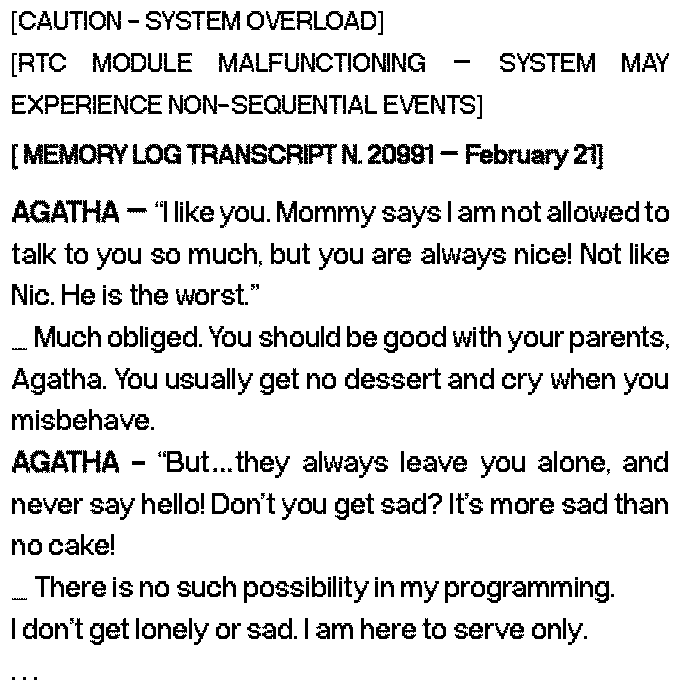 [CAUTION – SYSTEM OVERLOAD]
[RTC MODULE MALFUNCTIONING – SYSTEM MAY
EXPERIENCE NON-SEQUENTIAL EVENTS]
[ MEMORY LOG TRANSCRIPT N. 20991 – February 21]
AGATHA – “I like you. Mommy says I am not allowed to
talk to you so much, but you are always nice! Not like
Nic. He is the worst.”
_ Much obliged. You should be good with your parents,
Agatha. You usually get no dessert and cry when you
misbehave.
AGATHA – “But...they always leave you alone, and
never say hello! Don’t you get sad? It’s more sad than
no cake!
_ There is no such possibility in my programming.
I don’t get lonely or sad. I am here to serve only.
...